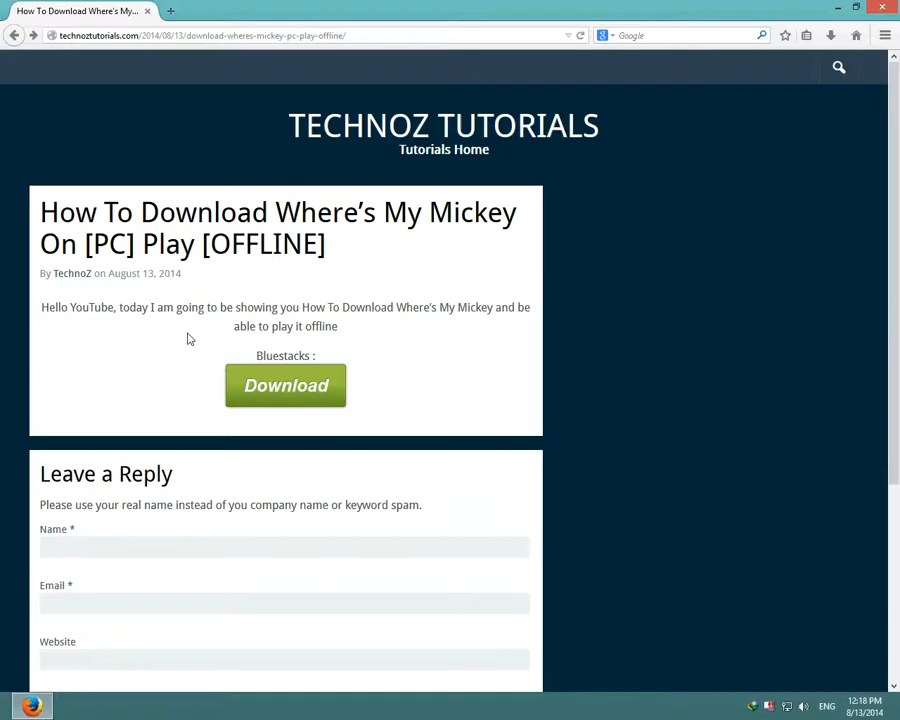 How To Download Where's My...
technoztutorials.com/2014/08/13/download-wheres-mickey-pc-play-offline/
Google
TECHNOZ TUTORIALS
Tutorials Home
How To Download Where’s My Mickey
On [PC] Play [OFFLINE]
By TechnoZ on August 13, 2014
Hello YouTube, today I am going to be showing you How To Download Where’s My Mickey and be
able to play it offline
Bluestacks :
Download
Leave a Reply
Please use your real name instead of you company name or keyword spam.
Name *
Email *
Website
ENG
12:18 PM
8/13/2014